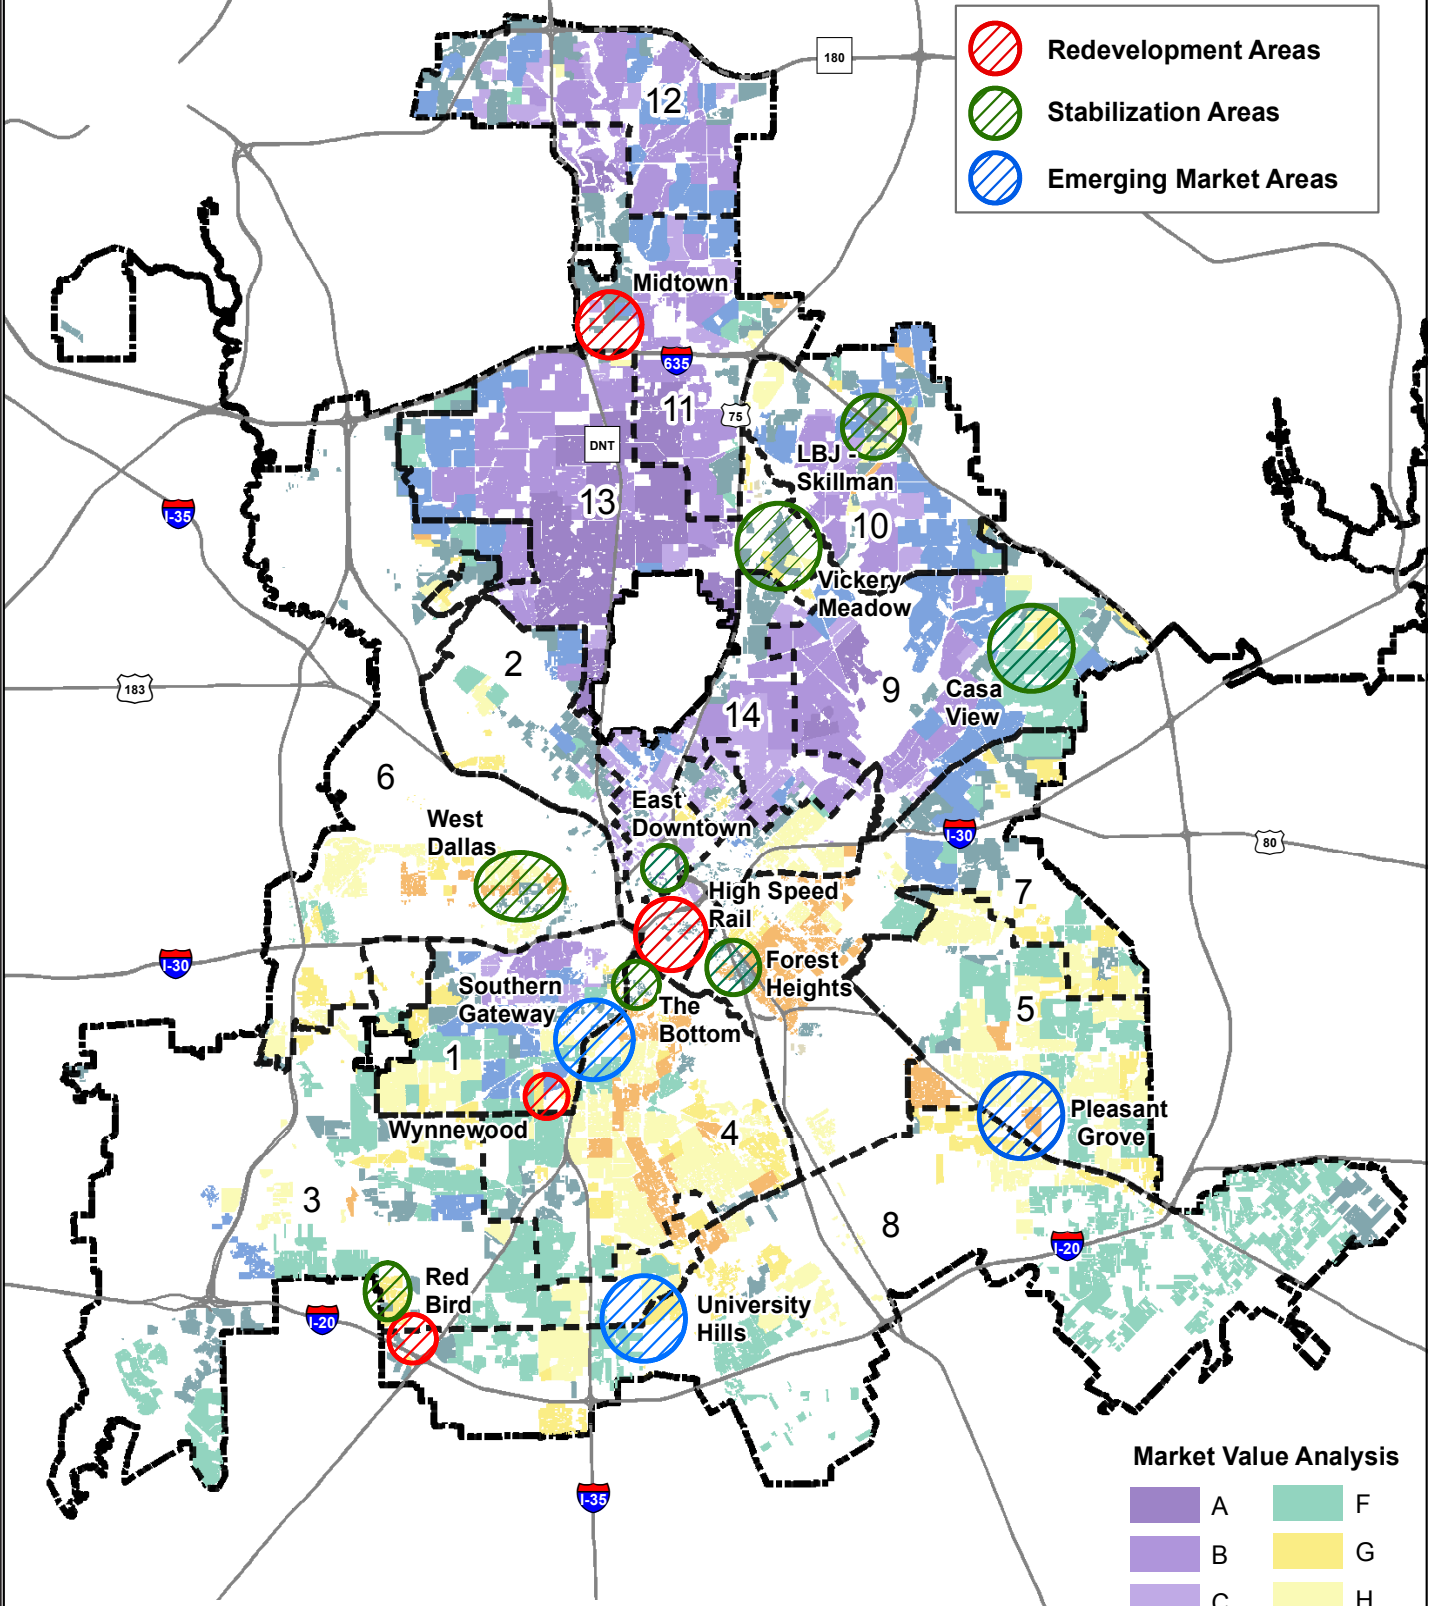 180
Redevelopment Areas
Stabilization Areas
Emerging Market Areas
12
Midtown
635
11
75
DNT
LBJ -
Skillman
13
I-35
10
Vickery
Meadow
2
183
9
Casa
View
14
6
East
Downtown
West
Dallas
I-30
80
High Speed
Rail
7
Forest
Heights
I-30
Southern
Gateway
The
Bottom
5
1
Pleasant
Grove
Wynnewood
4
3
8
I-20
Red
Bird
University
Hills
I-20
Market Value Analysis
I-35
A
F
B
G
C
H